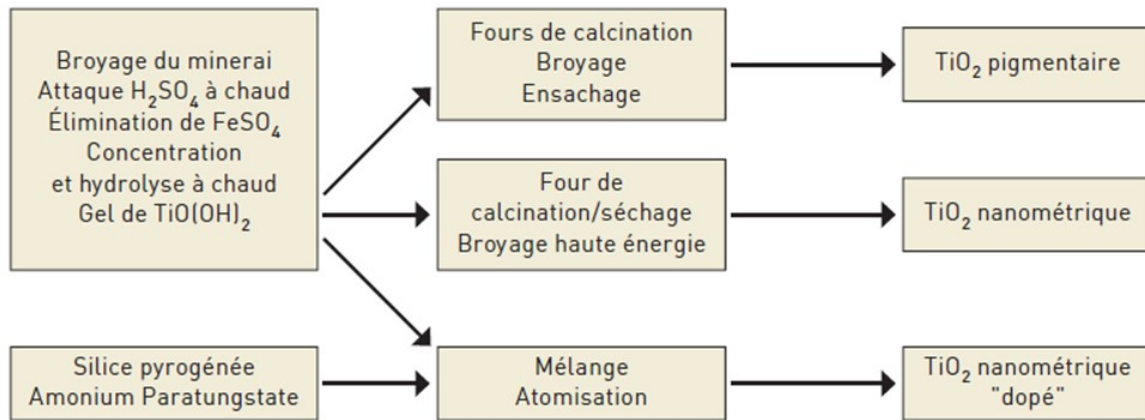 Broyage du minerai
Attaque H₂SO₄ à chaud
Élimination de FeSO₄
Concentration
et hydrolyse à chaud
Gel de TiO(OH)₂
Fours de calcination
Broyage
Ensachage
TiO₂ pigmentaire
Four de
calcination/séchage
Broyage haute énergie
TiO₂ nanométrique
Silice pyrogénée
Amonium Paratungstate
Mélange
Atomisation
TiO₂ nanométrique
"dopé"